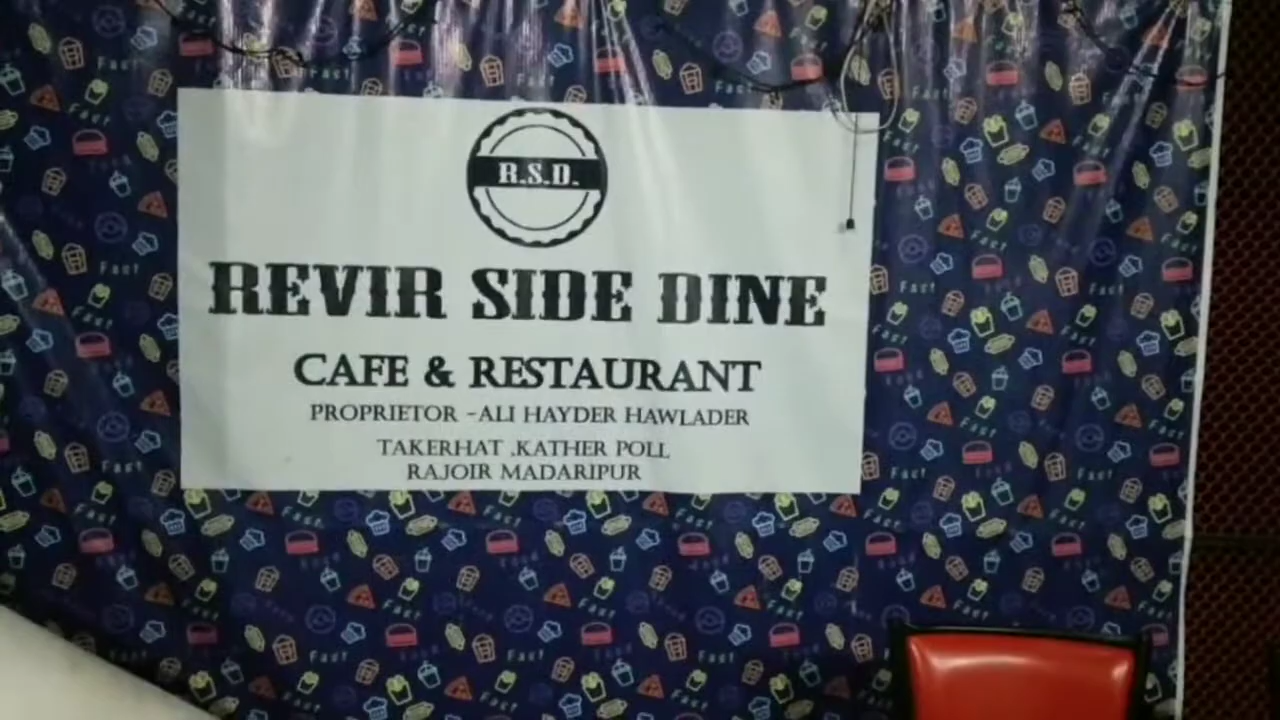 R.S.D.
REVIR SIDE DINE
CAFE & RESTAURANT
PROPRIETOR -ALI HAYDER HAWLADER
TAKERHAT .KATHER POLL
RAJOIR MADARIPUR